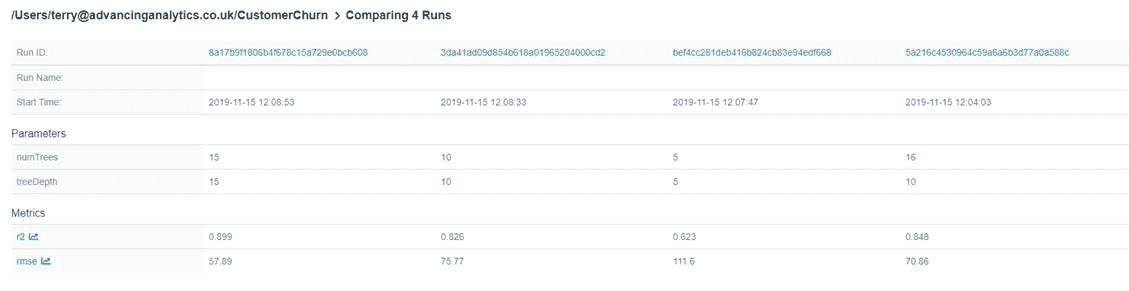 /Users/terry@advancinganalytics.co.uk/CustomerChurn > Comparing 4 Runs
Run ID: 8a17b9f1806b4f678c15a729e0bcb608 3da41ad09d854b618a01965204000cd2 bef4cc281deb416b824cb83e94edf668 5a216c4530964c59a6a6b3d77a0a588c
Run Name:
Start Time: 2019-11-15 12:08:53 2019-11-15 12:08:33 2019-11-15 12:07:47 2019-11-15 12:04:03
Parameters
numTrees 15 10 5 16
treeDepth 15 10 5 10
Metrics
r2 0.899 0.826 0.623 0.848
rmse 57.89 75.77 111.6 70.86